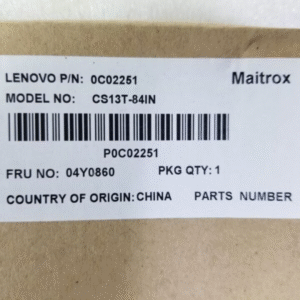 LENOVO P/N: 0C02251 Maitrox
MODEL NO: CS13T-84IN
P0C02251
FRU NO: 04Y0860 PKG QTY: 1
COUNTRY OF ORIGIN: CHINA PARTS NUMBER